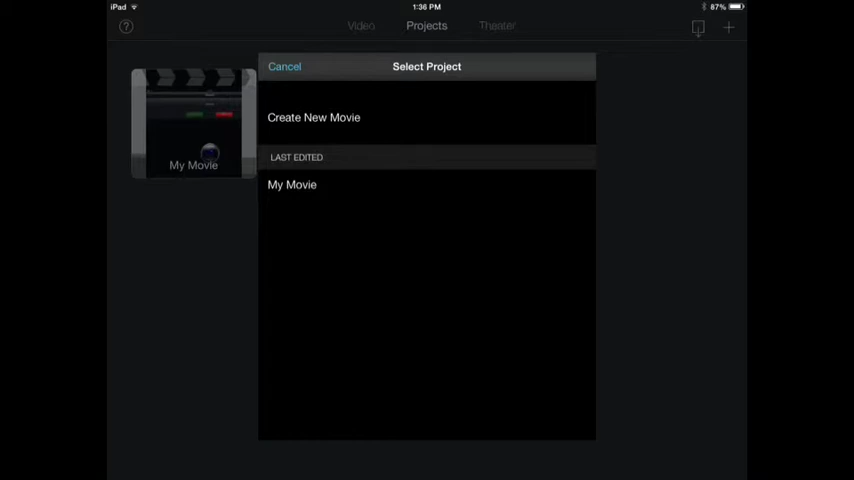 iPad 1:36 PM 87%
? Video Projects Theater +
Cancel Select Project
Create New Movie
LAST EDITED
My Movie
My Movie